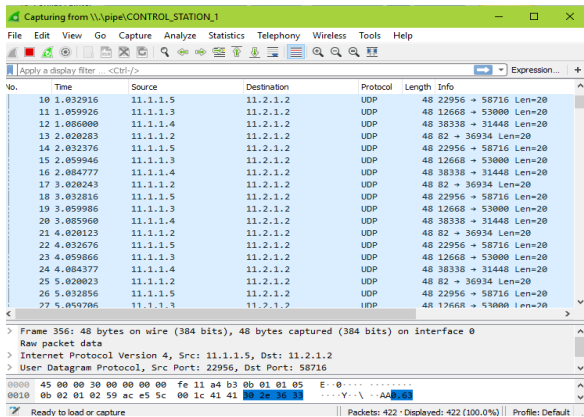 Capturing from \\.\pipe\CONTROL_STATION_1
File Edit View Go Capture Analyze Statistics Telephony Wireless Tools Help
Apply a display filter ... <Ctrl-/> Expression... +
No. Time Source Destination Protocol Length Info
10 1.032916 11.1.1.5 11.2.1.2 UDP 48 22956 → 58716 Len=20
11 1.059926 11.1.1.3 11.2.1.2 UDP 48 12668 → 53000 Len=20
12 1.086000 11.1.1.4 11.2.1.2 UDP 48 38338 → 31448 Len=20
13 2.020283 11.1.1.2 11.2.1.2 UDP 48 82 → 36934 Len=20
14 2.032376 11.1.1.5 11.2.1.2 UDP 48 22956 → 58716 Len=20
15 2.059946 11.1.1.3 11.2.1.2 UDP 48 12668 → 53000 Len=20
16 2.084777 11.1.1.4 11.2.1.2 UDP 48 38338 → 31448 Len=20
17 3.020243 11.1.1.2 11.2.1.2 UDP 48 82 → 36934 Len=20
18 3.032816 11.1.1.5 11.2.1.2 UDP 48 22956 → 58716 Len=20
19 3.059986 11.1.1.3 11.2.1.2 UDP 48 12668 → 53000 Len=20
20 3.085960 11.1.1.4 11.2.1.2 UDP 48 38338 → 31448 Len=20
21 4.020123 11.1.1.2 11.2.1.2 UDP 48 82 → 36934 Len=20
22 4.032676 11.1.1.5 11.2.1.2 UDP 48 22956 → 58716 Len=20
23 4.059866 11.1.1.3 11.2.1.2 UDP 48 12668 → 53000 Len=20
24 4.084377 11.1.1.4 11.2.1.2 UDP 48 38338 → 31448 Len=20
25 5.020023 11.1.1.2 11.2.1.2 UDP 48 82 → 36934 Len=20
26 5.032856 11.1.1.5 11.2.1.2 UDP 48 22956 → 58716 Len=20
27 5.059706 11.1.1.3 11.2.1.2 UDP 48 12668 → 53000 Len=20
> Frame 356: 48 bytes on wire (384 bits), 48 bytes captured (384 bits) on interface 0
Raw packet data
> Internet Protocol Version 4, Src: 11.1.1.5, Dst: 11.2.1.2
> User Datagram Protocol, Src Port: 22956, Dst Port: 58716
0000 45 00 00 30 00 00 00 00 fe 11 a4 b3 0b 01 01 05 E··0···· ········
0010 0b 02 01 02 59 ac e5 5c 00 1c 41 41 30 2e 36 33 ····Y··\ ··AA0.63
Ready to load or capture Packets: 422 · Displayed: 422 (100.0%) Profile: Default